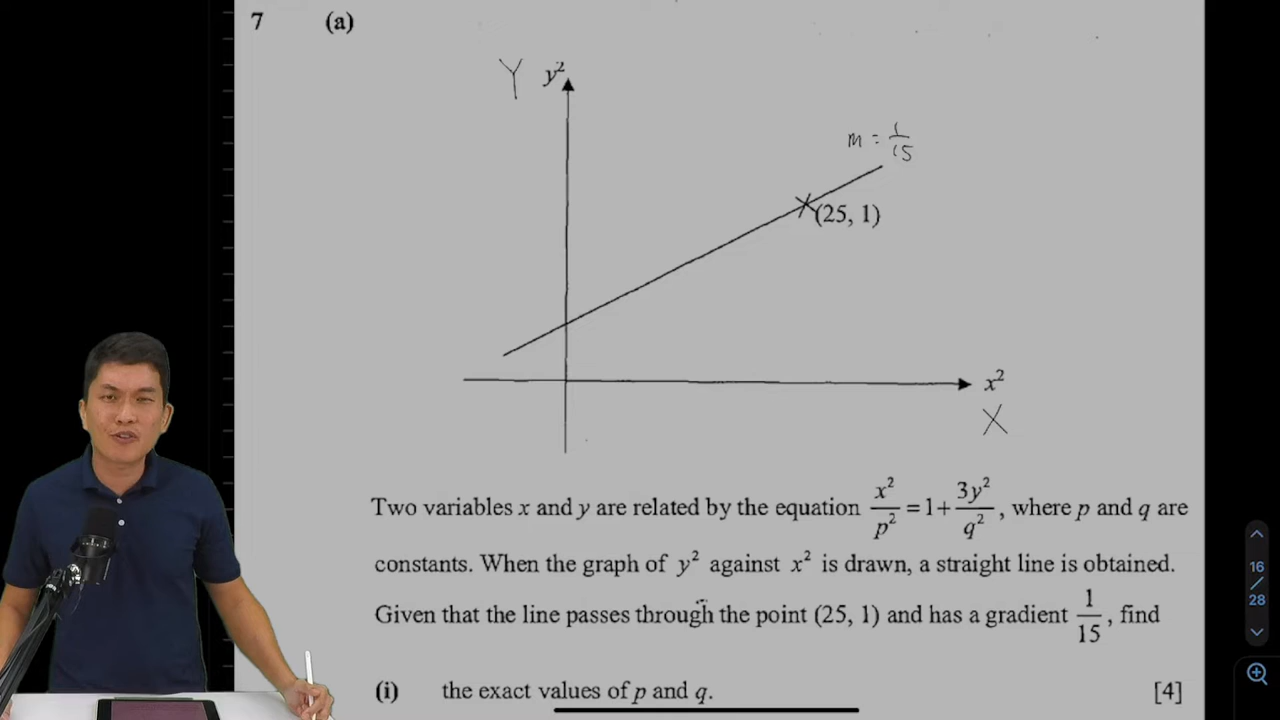 7 (a)
Y y²
m = 1/15
(25, 1)
x²
X
Two variables x and y are related by the equation x²/p² = 1 + 3y²/q², where p and q are
constants. When the graph of y² against x² is drawn, a straight line is obtained.
Given that the line passes through the point (25, 1) and has a gradient 1/15, find
(i) the exact values of p and q. [4]
16
/
28